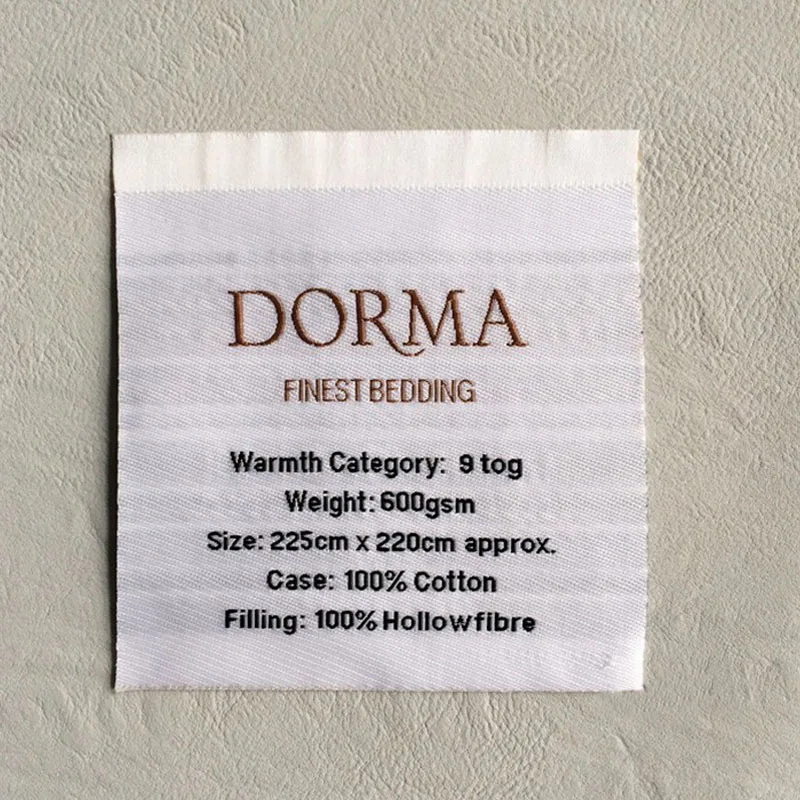 DORMA
FINEST BEDDING
Warmth Category: 9 tog
Weight: 600gsm
Size: 225cm x 220cm approx.
Case: 100% Cotton
Filling: 100% Hollowfibre